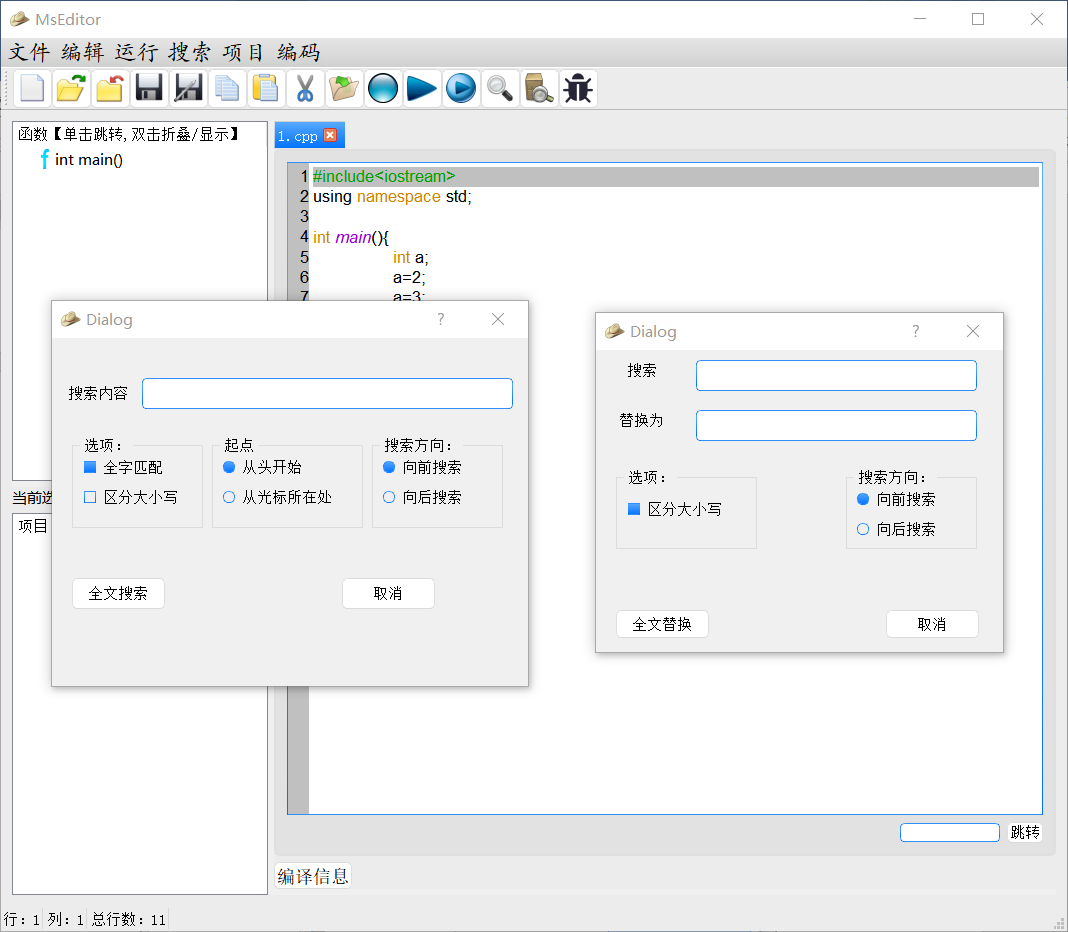 MsEditor
文件 编辑 运行 搜索 项目 编码
函数【单击跳转,双击折叠/显示】
int main()
1.cpp
1 #include<iostream>
2 using namespace std;
3
4 int main(){
5 int a;
6 a=2;
7 a=3;
Dialog ?
搜索内容
选项：
全字匹配
区分大小写
起点
从头开始
从光标所在处
搜索方向：
向前搜索
向后搜索
全文搜索 取消
Dialog ?
搜索
替换为
选项：
区分大小写
搜索方向：
向前搜索
向后搜索
全文替换 取消
当前选
项目
跳转
编译信息
行：1 列：1 总行数：11